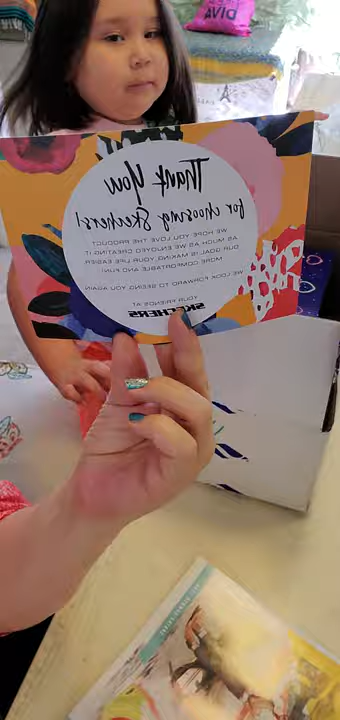 DIVA
Thank you
for choosing Skechers!
WE HOPE YOU LOVE THE PRODUCT
AS MUCH AS WE ENJOYED CREATING IT.
OUR GOAL IS MAKING YOUR LIFE EASIER
MORE COMFORTABLE AND FUN!
WE LOOK FORWARD TO SEEING YOU AGAIN
YOUR FRIENDS AT
SKECHERS